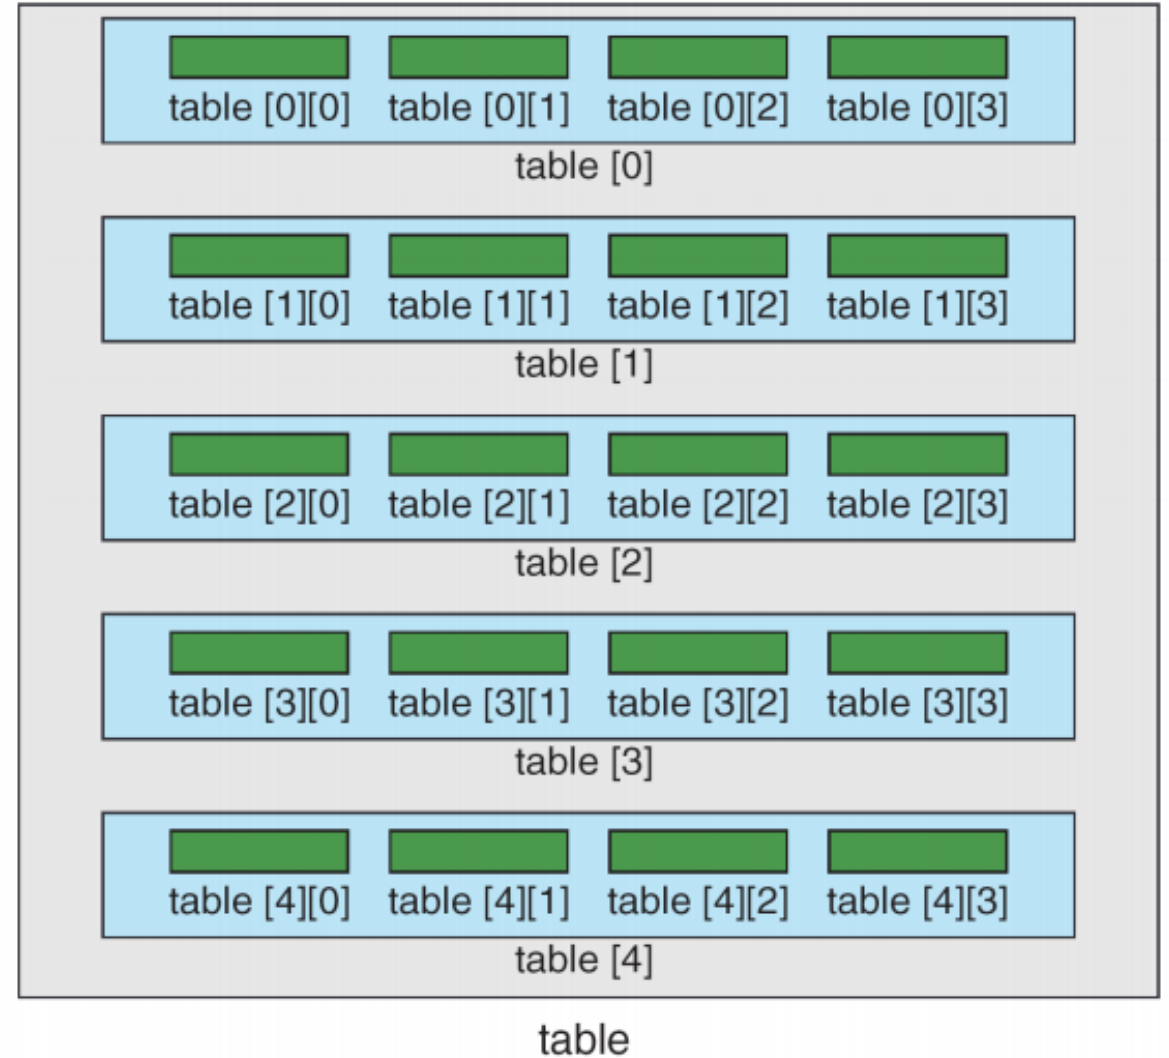 table [0][0] table [0][1] table [0][2] table [0][3]
table [0]
table [1][0] table [1][1] table [1][2] table [1][3]
table [1]
table [2][0] table [2][1] table [2][2] table [2][3]
table [2]
table [3][0] table [3][1] table [3][2] table [3][3]
table [3]
table [4][0] table [4][1] table [4][2] table [4][3]
table [4]
table